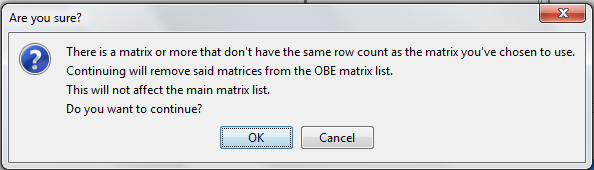 Are you sure?
There is a matrix or more that don't have the same row count as the matrix you've chosen to use.
Continuing will remove said matrices from the OBE matrix list.
This will not affect the main matrix list.
Do you want to continue?
OK Cancel